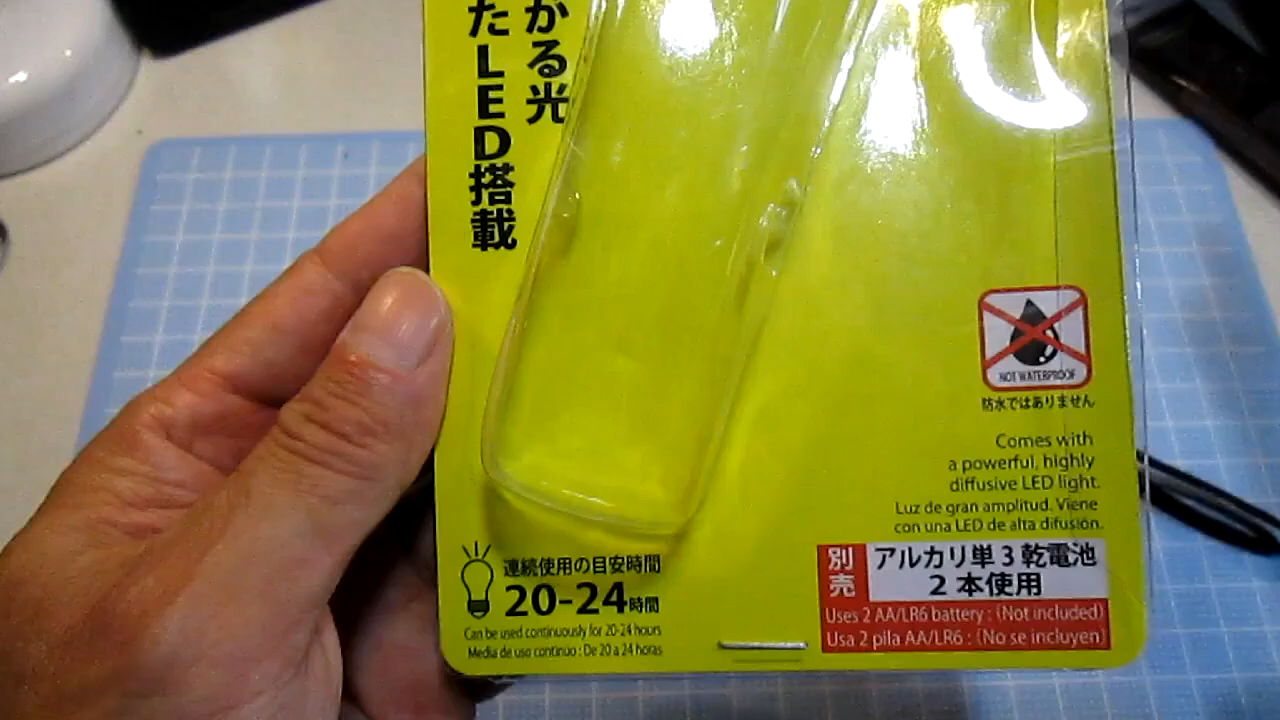 かる光
たLED搭載
NOT WATERPROOF
防水ではありません
Comes with
a powerful, highly
diffusive LED light.
Luz de gran amplitud. Viene
con una LED de alta difusión.
連続使用の目安時間
20-24時間
Can be used continuously for 20-24 hours
Media de uso continuo : De 20 a 24 horas
別売
アルカリ単3乾電池
2本使用
Uses 2 AA/LR6 battery : (Not included)
Usa 2 pila AA/LR6 : (No se incluyen)